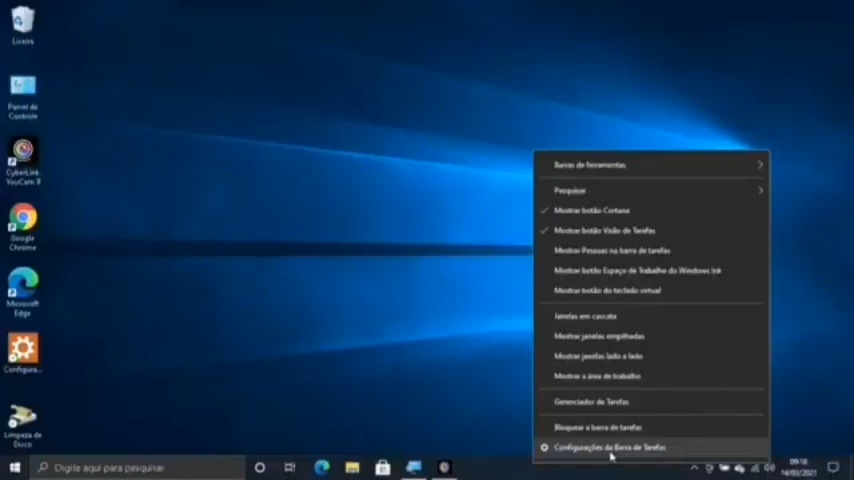 Lixeira
Painel de
Controle
CyberLink
YouCam 9
Google
Chrome
Microsoft
Edge
Configura...
Limpeza de
Disco
Barras de ferramentas
Pesquisar
Mostrar botão Cortana
Mostrar botão Visão de Tarefas
Mostrar Pessoas na barra de tarefas
Mostrar botão Espaço de Trabalho do Windows Ink
Mostrar botão do teclado virtual
Janelas em cascata
Mostrar janelas empilhadas
Mostrar janelas lado a lado
Mostrar a área de trabalho
Gerenciador de Tarefas
Bloquear a barra de tarefas
Configurações da Barra de Tarefas
Digite aqui para pesquisar
09:18
14/03/2021